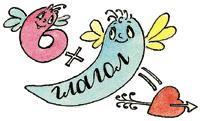 б +
глагол =